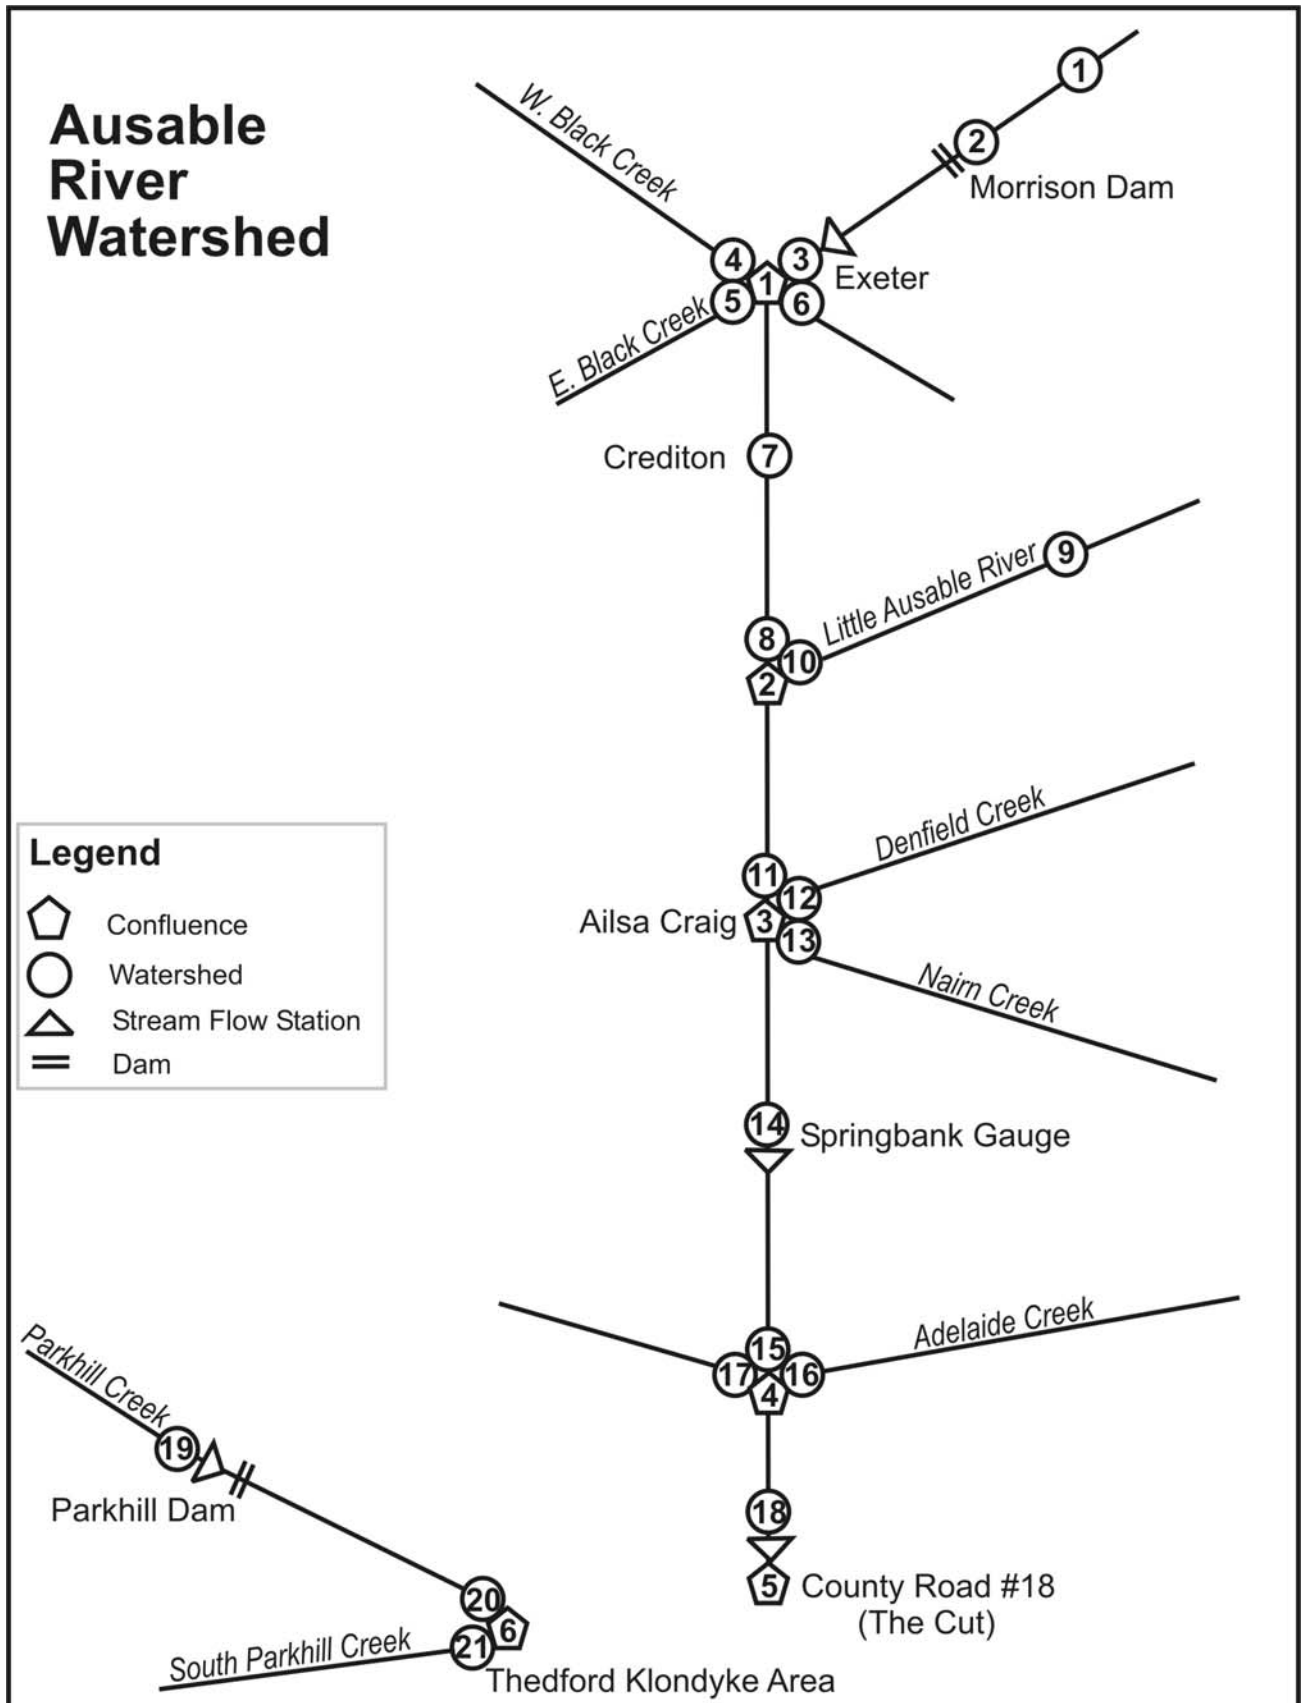 Ausable
River
Watershed
1
2
Morrison Dam
W. Black Creek
4
3
Exeter
1
5
6
E. Black Creek
Crediton
7
9
Little Ausable River
8
10
2
Denfield Creek
11
12
Ailsa Craig
3
13
Nairn Creek
Legend
Confluence
Watershed
Stream Flow Station
Dam
14
Springbank Gauge
Adelaide Creek
15
17
16
4
Parkhill Creek
19
Parkhill Dam
18
5
County Road #18
(The Cut)
20
6
21
South Parkhill Creek
Thedford Klondyke Area